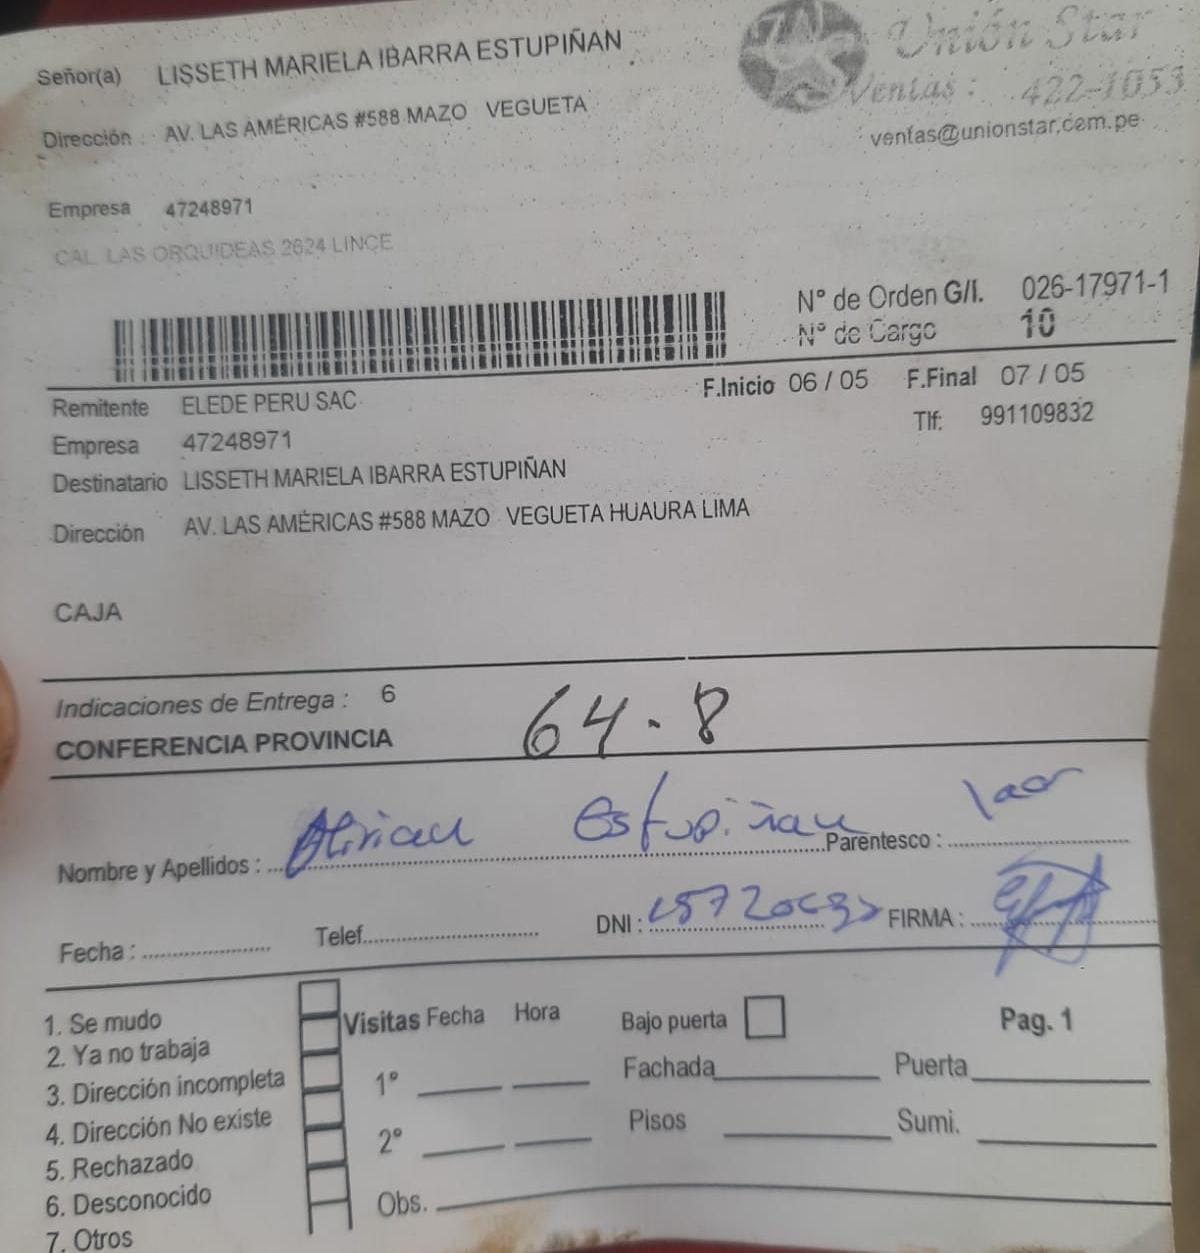 Unión Star
Señor(a) LISSETH MARIELA IBARRA ESTUPIÑAN
Ventas : 422-1053
Dirección : AV. LAS AMÉRICAS #588 MAZO VEGUETA
ventas@unionstar.com.pe
Empresa 47248971
CAL LAS ORQUIDEAS 2624 LINCE
N° de Orden G/I. 026-17971-1
N° de Cargo 10
Remitente ELEDE PERU SAC
F.Inicio 06 / 05 F.Final 07 / 05
Empresa 47248971
Tlf: 991109832
Destinatario LISSETH MARIELA IBARRA ESTUPIÑAN
Dirección AV. LAS AMÉRICAS #588 MAZO VEGUETA HUAURA LIMA
CAJA
Indicaciones de Entrega : 6
CONFERENCIA PROVINCIA 64.8
Nombre y Apellidos : Estupiñan Parentesco :
Fecha : Telef. DNI : FIRMA :
1. Se mudo
2. Ya no trabaja
3. Dirección incompleta
4. Dirección No existe
5. Rechazado
6. Desconocido
7. Otros
Visitas Fecha Hora
1°
2°
Obs.
Bajo puerta Pag. 1
Fachada Puerta
Pisos Sumi.